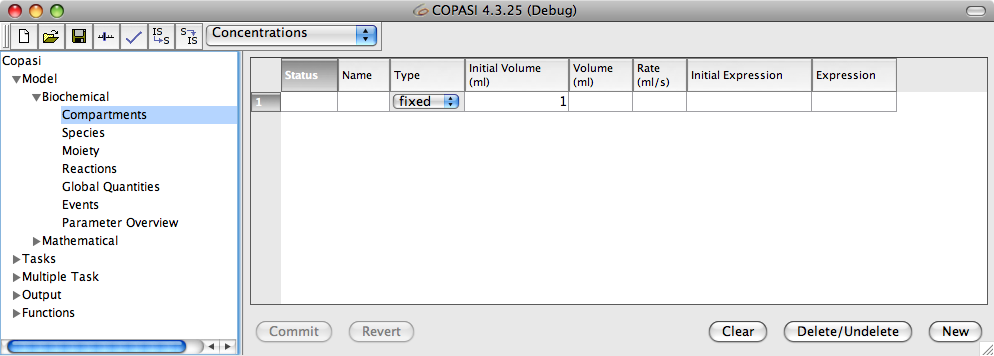 COPASI 4.3.25 (Debug)
IS S Concentrations
S IS
Copasi
Model
Biochemical
Compartments
Species
Moiety
Reactions
Global Quantities
Events
Parameter Overview
Mathematical
Tasks
Multiple Task
Output
Functions
Status Name Type Initial Volume (ml) Volume (ml) Rate (ml/s) Initial Expression Expression
1 fixed 1
Commit Revert Clear Delete/Undelete New